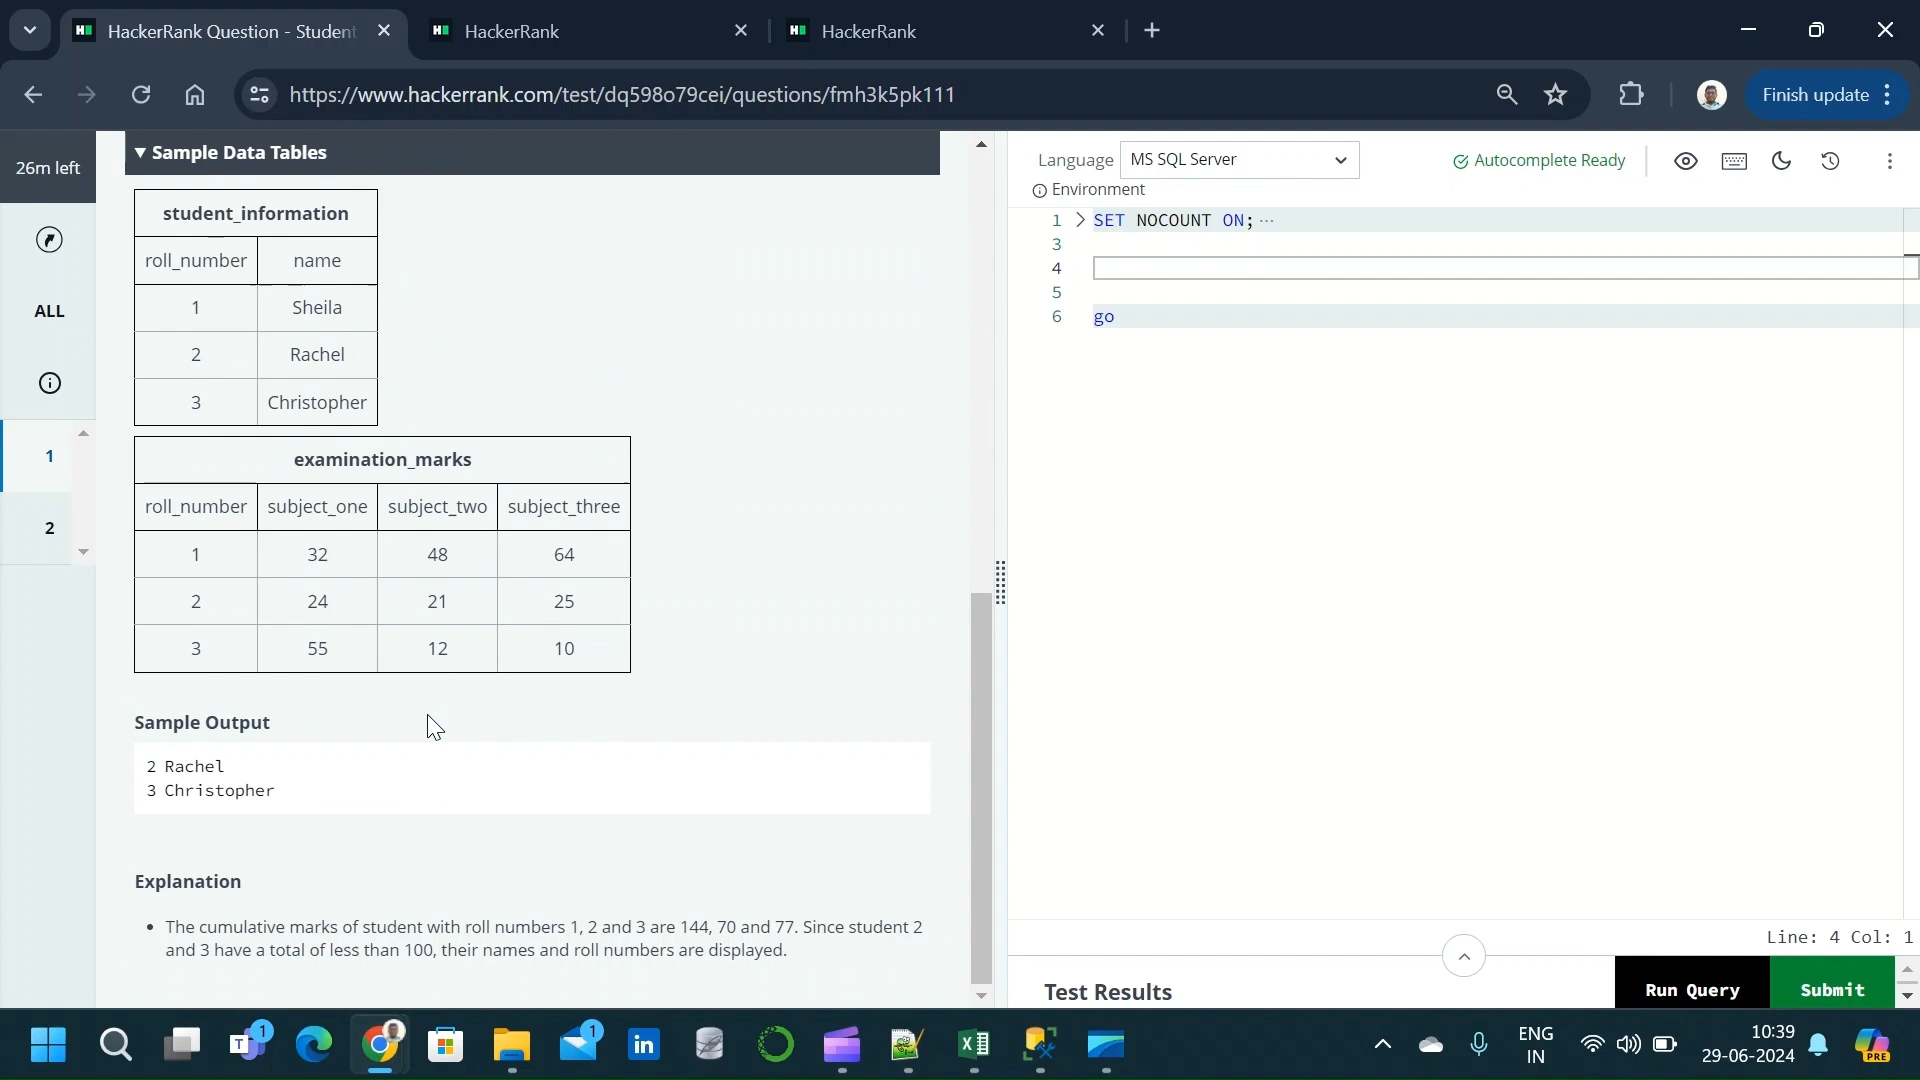 HackerRank Question - Student
HackerRank
HackerRank
https://www.hackerrank.com/test/dq598o79cei/questions/fmh3k5pk111
Finish update
26m left
ALL
1
2
Sample Data Tables
student_information
roll_number name
1 Sheila
2 Rachel
3 Christopher
examination_marks
roll_number subject_one subject_two subject_three
1 32 48 64
2 24 21 25
3 55 12 10
Sample Output
2 Rachel
3 Christopher
Explanation
• The cumulative marks of student with roll numbers 1, 2 and 3 are 144, 70 and 77. Since student 2
and 3 have a total of less than 100, their names and roll numbers are displayed.
Language MS SQL Server Autocomplete Ready
Environment
1 SET NOCOUNT ON; ···
3
4
5
6 go
Line: 4 Col: 1
Test Results
Run Query Submit
1
1
ENG
IN
10:39
29-06-2024
PRE